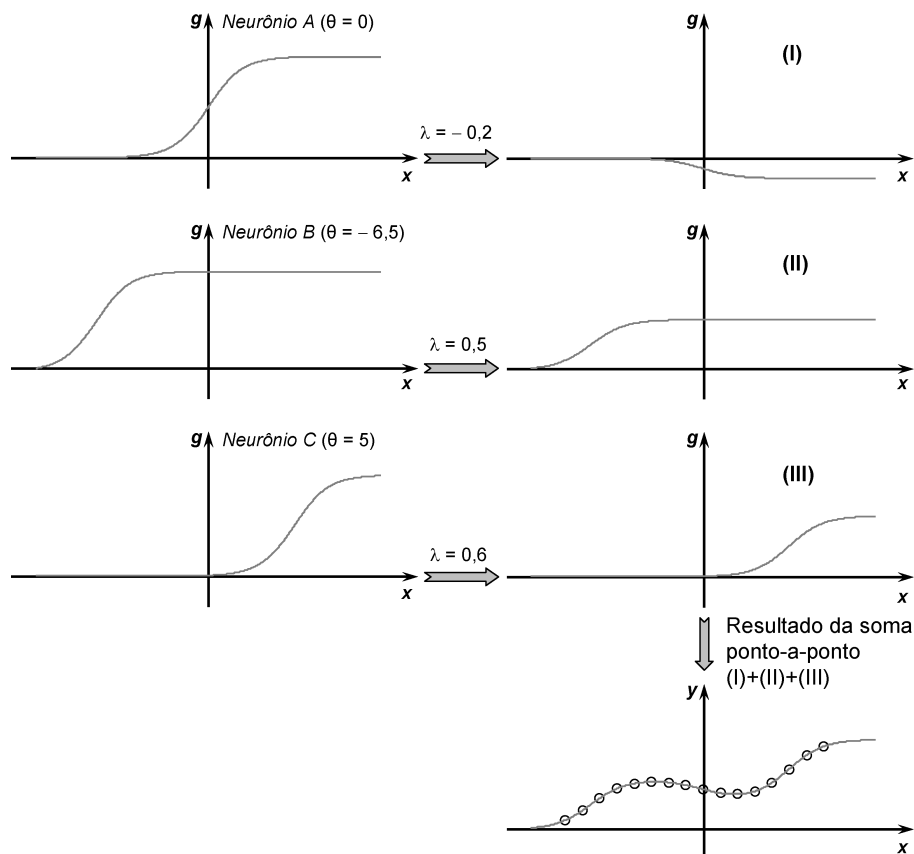 g Neurônio A (θ = 0)
g
(I)
λ = – 0,2
x
x
g Neurônio B (θ = – 6,5)
g
(II)
λ = 0,5
x
x
g Neurônio C (θ = 5)
g
(III)
λ = 0,6
x
x
Resultado da soma
ponto-a-ponto
(I)+(II)+(III)
y
x